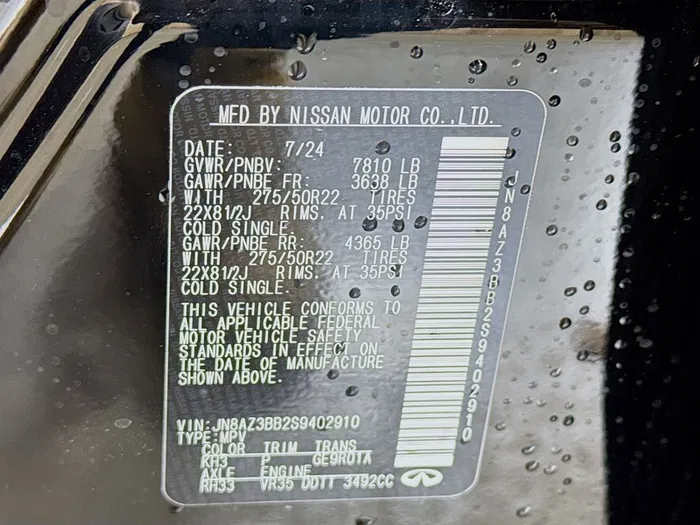 MFD BY NISSAN MOTOR CO.,LTD.
DATE: 7/24
GVWR/PNBV: 7810 LB
GAWR/PNBE FR: 3638 LB
WITH 275/50R22 TIRES
22X81/2J RIMS. AT 35PSI
COLD SINGLE.
GAWR/PNBE RR: 4365 LB
WITH 275/50R22 TIRES
22X81/2J RIMS. AT 35PSI
COLD SINGLE.
THIS VEHICLE CONFORMS TO
ALL APPLICABLE FEDERAL
MOTOR VEHICLE SAFETY
STANDARDS IN EFFECT ON
THE DATE OF MANUFACTURE
SHOWN ABOVE.
VIN:JN8AZ3BB2S9402910
TYPE:MPV
COLOR TRIM TRANS
KH3 P GE9R01A
AXLE ENGINE
RH33 VR35 DDTT 3492CC
JN8AZ3BB2S9402910